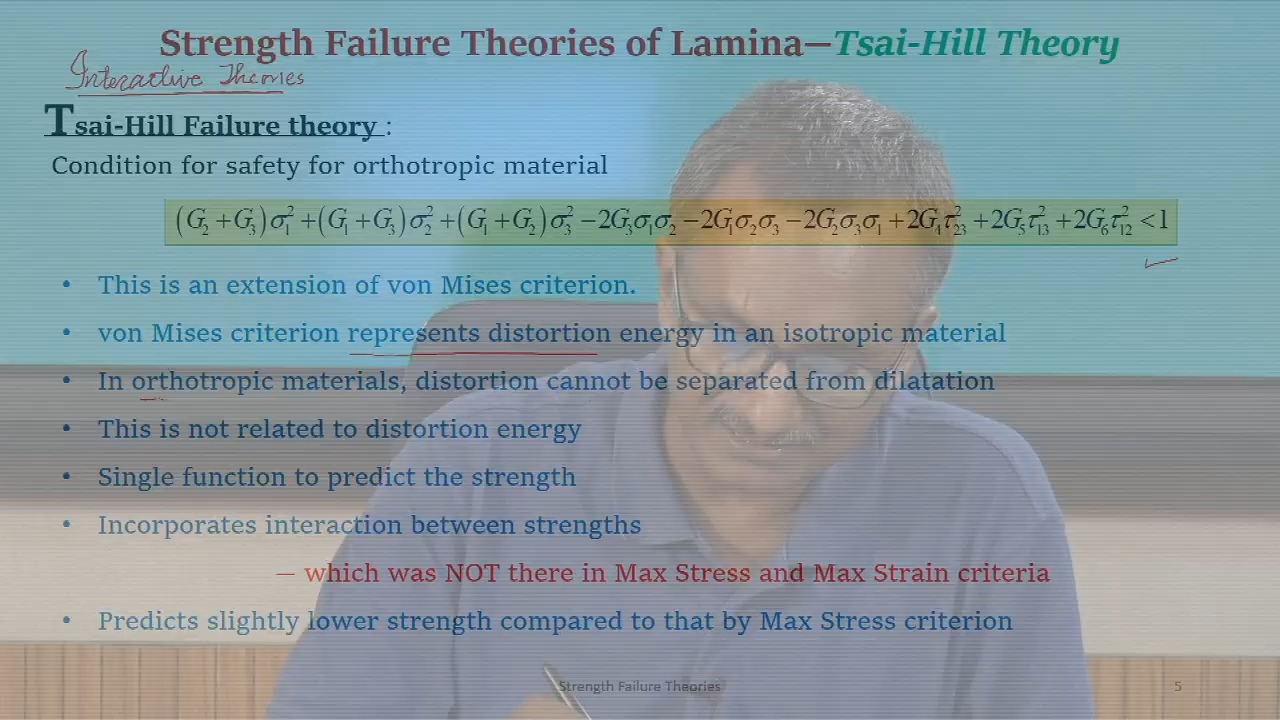 Strength Failure Theories of Lamina—Tsai-Hill Theory
Interactive Theories
Tsai-Hill Failure theory :
Condition for safety for orthotropic material
(G₂ + G₃)σ₁² + (G₁ + G₃)σ₂² + (G₁ + G₂)σ₃² − 2G₃σ₁σ₂ − 2G₁σ₂σ₃ − 2G₂σ₃σ₁ + 2G₄τ₂₃² + 2G₅τ₁₃² + 2G₆τ₁₂² < 1
• This is an extension of von Mises criterion.
• von Mises criterion represents distortion energy in an isotropic material
• In orthotropic materials, distortion cannot be separated from dilatation
• This is not related to distortion energy
• Single function to predict the strength
• Incorporates interaction between strengths
— which was NOT there in Max Stress and Max Strain criteria
• Predicts slightly lower strength compared to that by Max Stress criterion
Strength Failure Theories 5